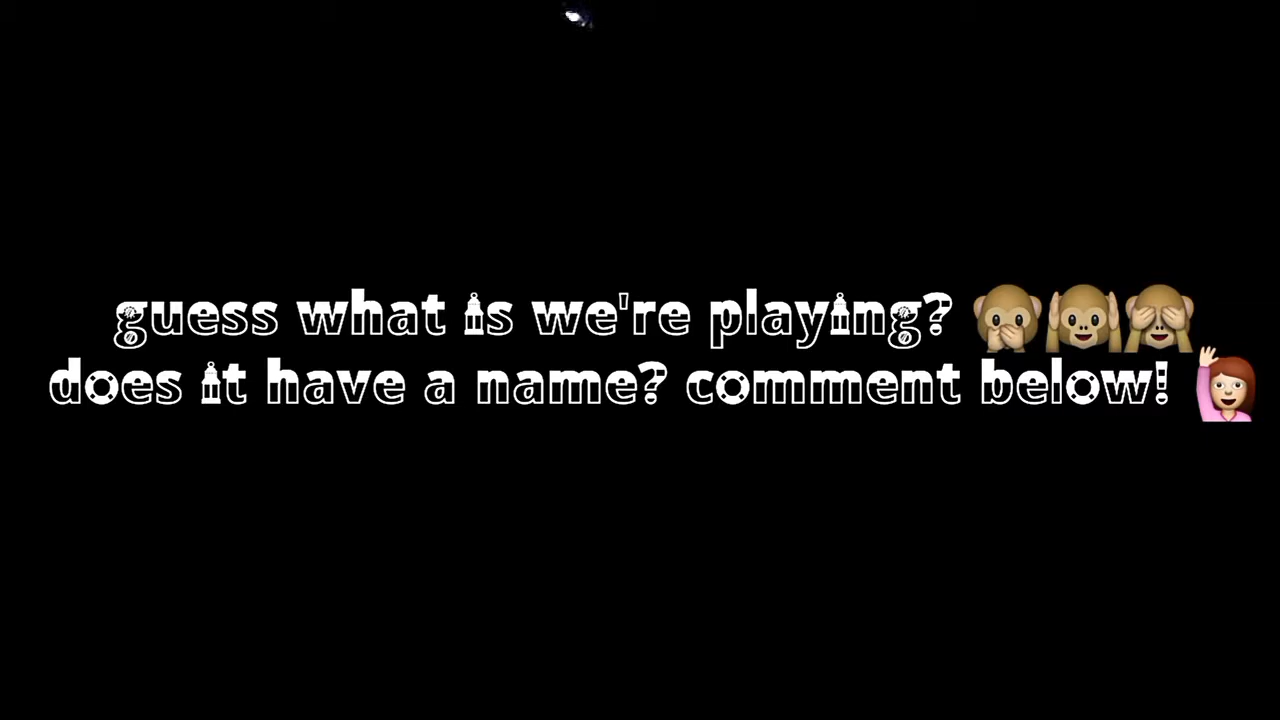 guess what is we're playing? 🙊🙉🙈
does it have a name? comment below! 🙋